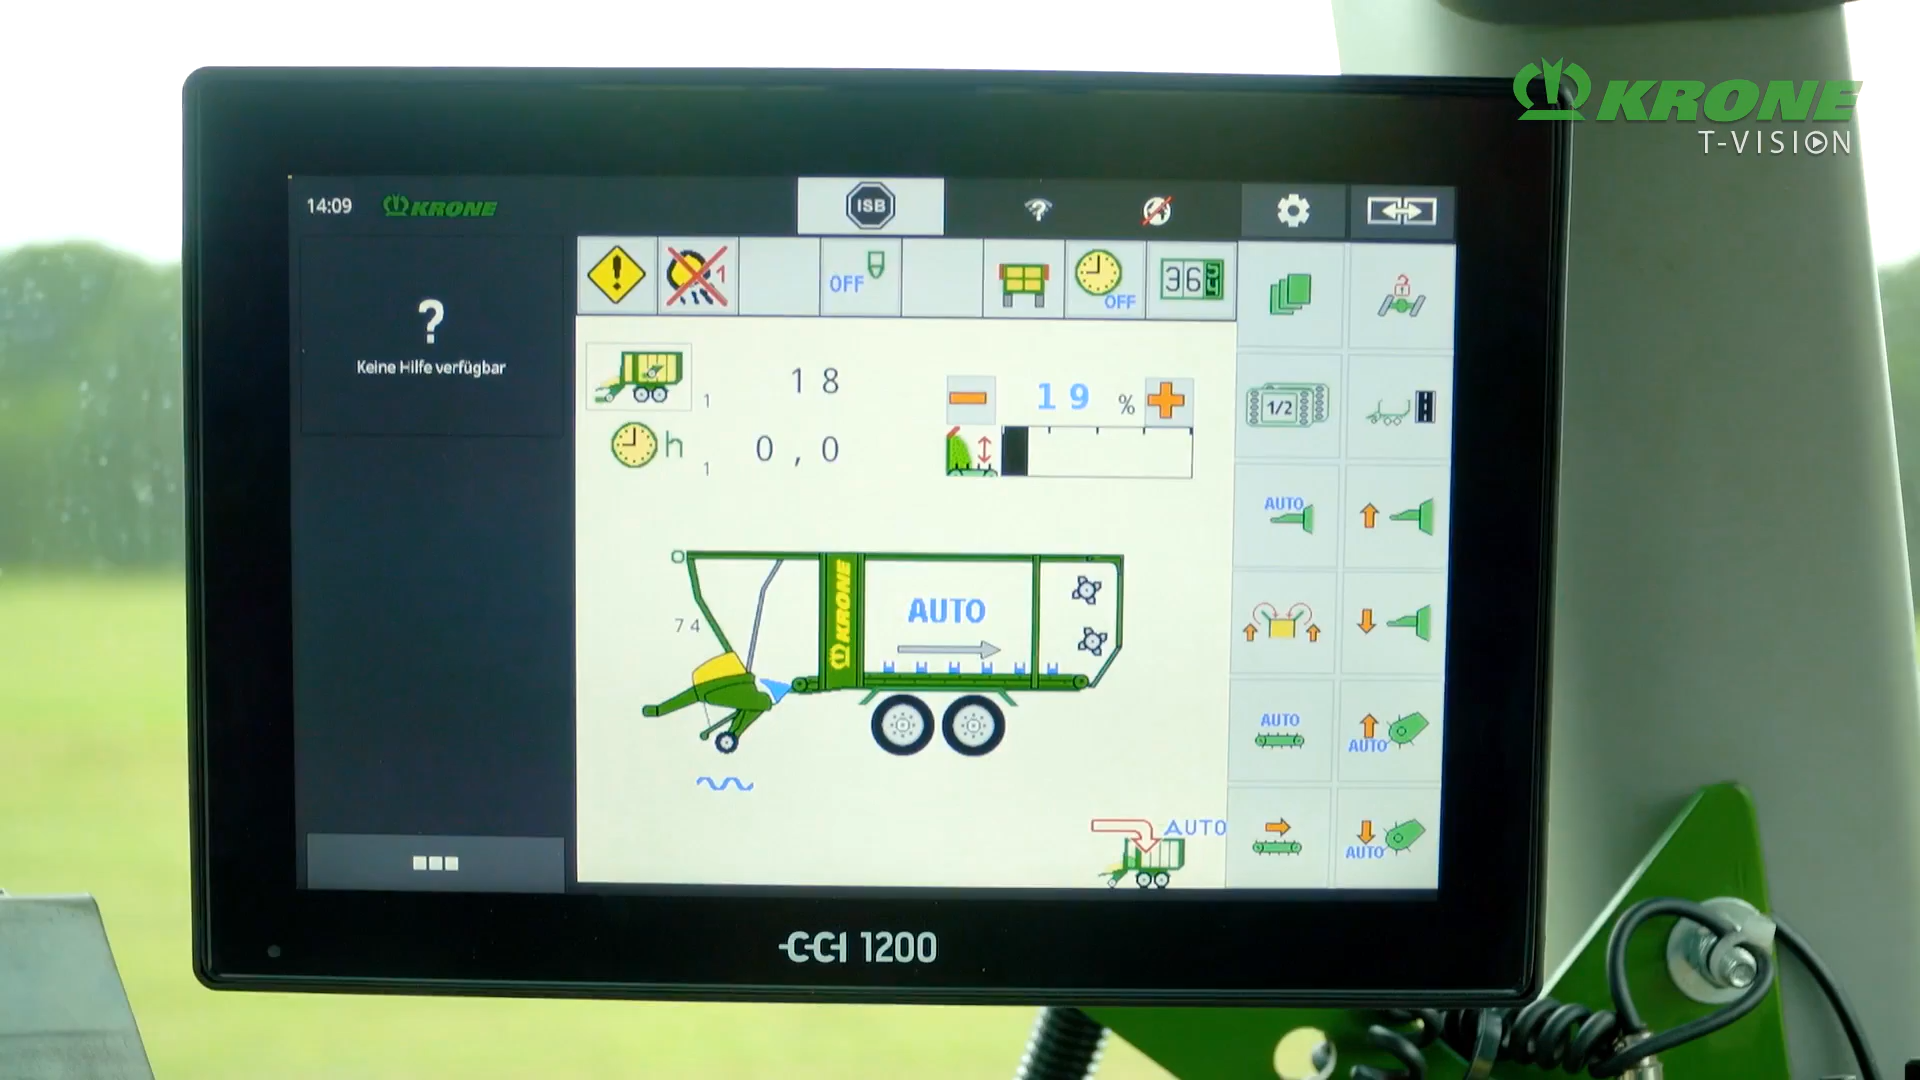 KRONE
T-VISION
14:09
KRONE
ISB
?
Keine Hilfe verfügbar
!
1
OFF
OFF
36
1
18
19 %
h
1
0,0
1/2
AUTO
AUTO
KRONE
74
AUTO
AUTO
AUTO
AUTO
CCI 1200